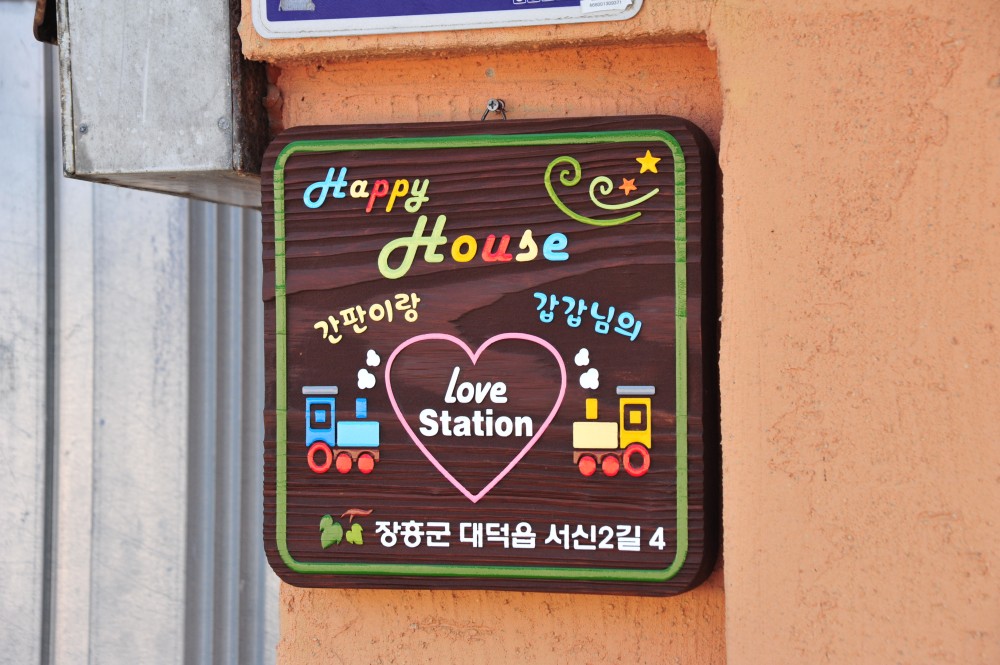 Happy
House
간판이랑 갑갑님의
love
Station
장흥군 대덕읍 서신2길 4